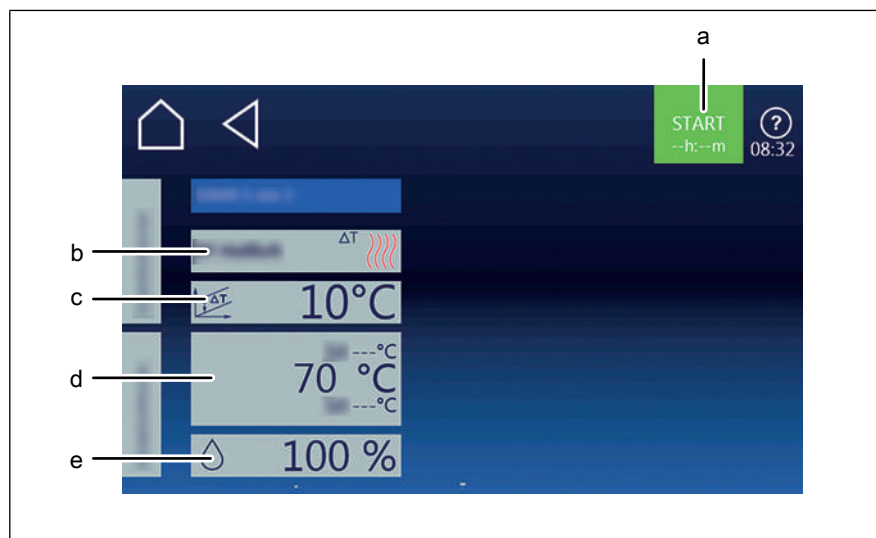 a
START
--h:--m
?
08:32
b
ΔT
c
ΔT
10°C
---°C
d
70 °C
---°C
e
100 %